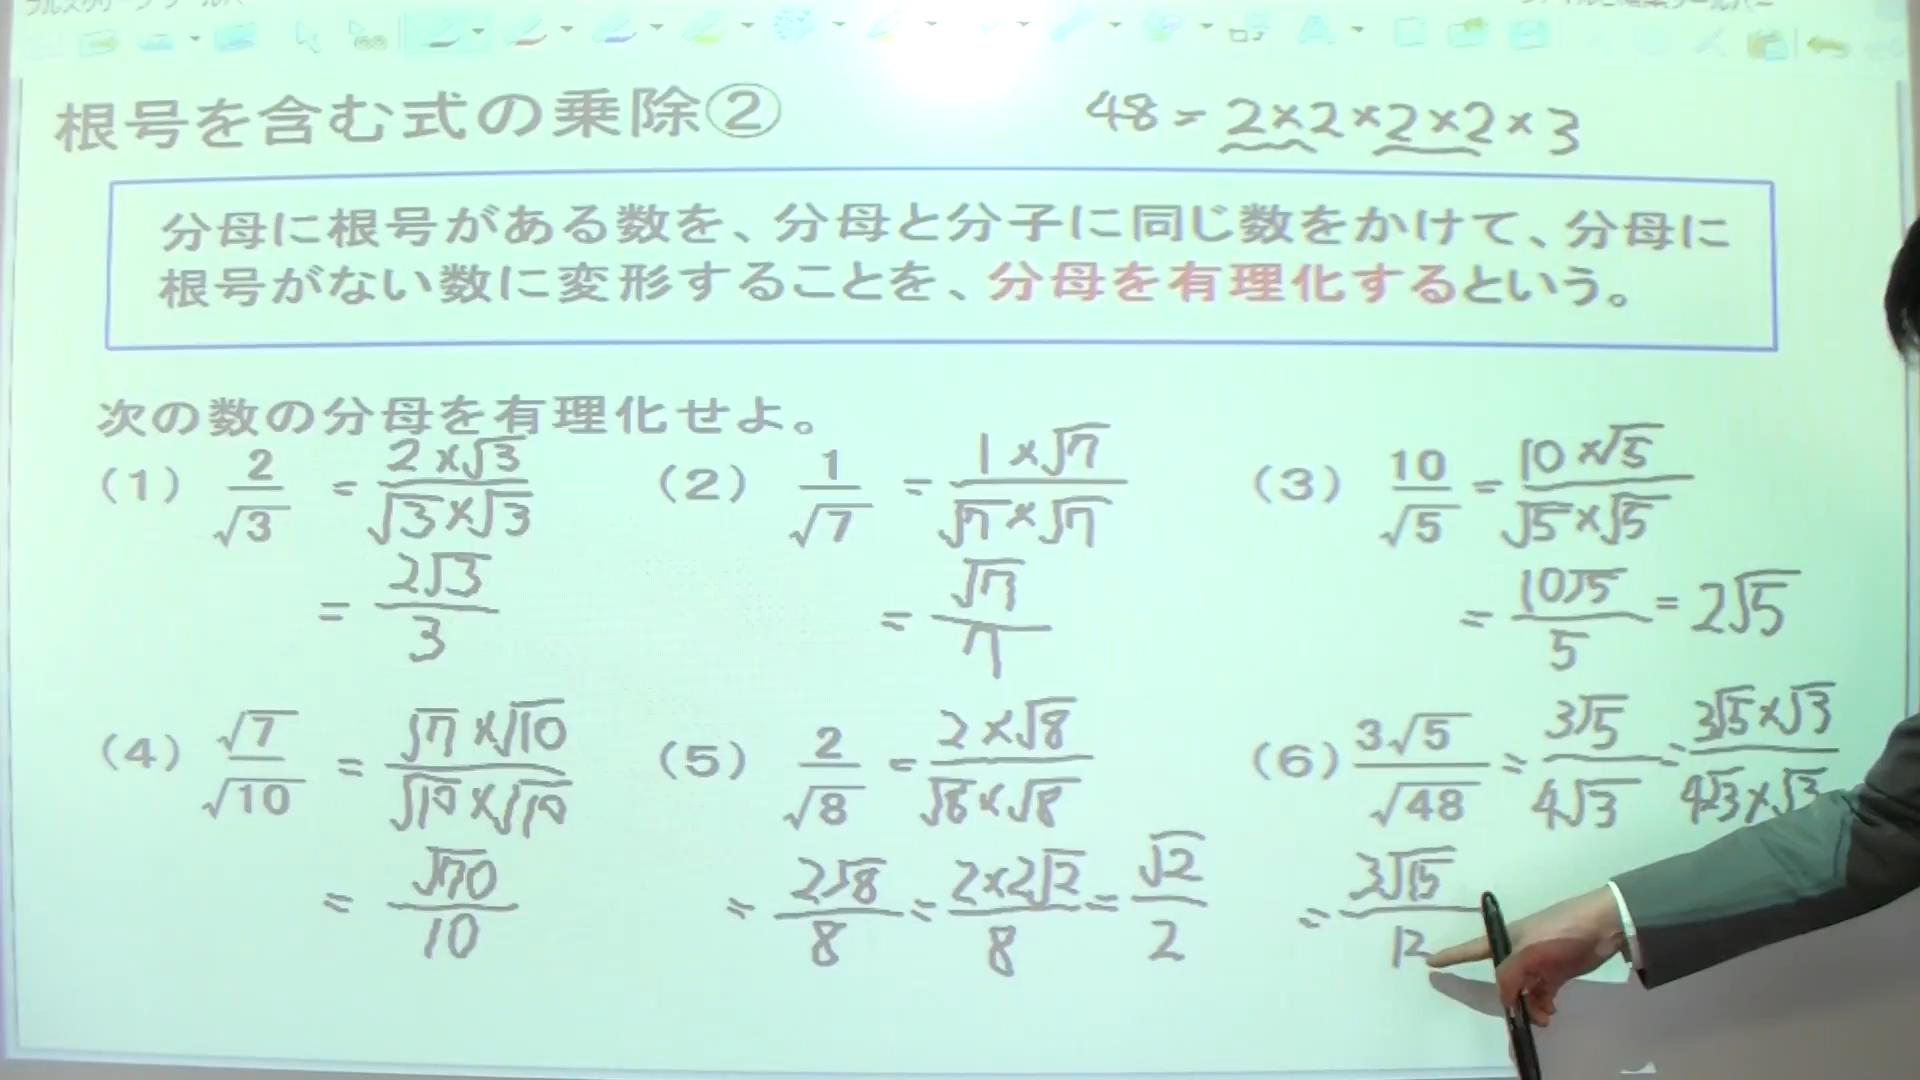 根号を含む式の乗除②
48 = 2×2×2×2×3
分母に根号がある数を、分母と分子に同じ数をかけて、分母に
根号がない数に変形することを、分母を有理化するという。
次の数の分母を有理化せよ。
(1) 2/√3 = 2×√3/√3×√3
= 2√3/3
(2) 1/√7 = 1×√7/√7×√7
= √7/7
(3) 10/√5 = 10×√5/√5×√5
= 10√5/5 = 2√5
(4) √7/√10 = √7×√10/√10×√10
= √70/10
(5) 2/√8 = 2×√8/√8×√8
= 2√8/8 = 2×2√2/8 = √2/2
(6) 3√5/√48 = 3√5/4√3 = 3√5×√3/4√3×√3
= 3√15/12